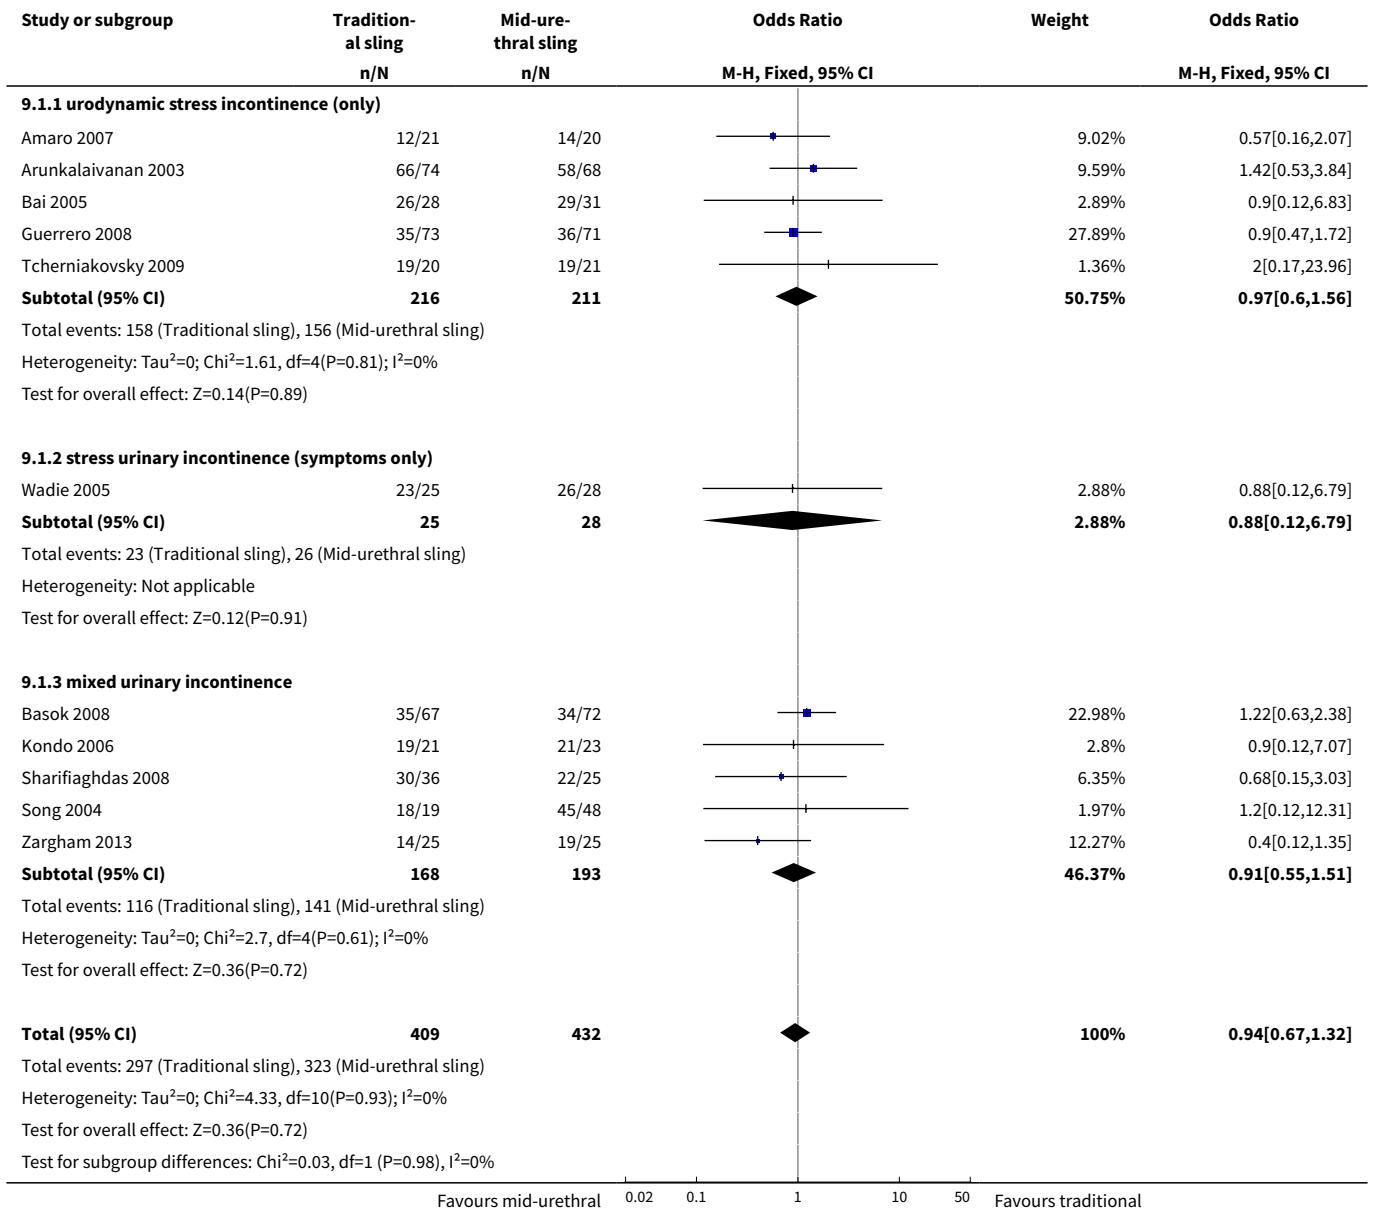 Study or subgroup Tradition- Mid-ure- Odds Ratio Weight Odds Ratio
al sling thral sling
n/N n/N M-H, Fixed, 95% CI M-H, Fixed, 95% CI
9.1.1 urodynamic stress incontinence (only)
Amaro 2007 12/21 14/20 9.02% 0.57[0.16,2.07]
Arunkalaivanan 2003 66/74 58/68 9.59% 1.42[0.53,3.84]
Bai 2005 26/28 29/31 2.89% 0.9[0.12,6.83]
Guerrero 2008 35/73 36/71 27.89% 0.9[0.47,1.72]
Tcherniakovsky 2009 19/20 19/21 1.36% 2[0.17,23.96]
Subtotal (95% CI) 216 211 50.75% 0.97[0.6,1.56]
Total events: 158 (Traditional sling), 156 (Mid-urethral sling)
Heterogeneity: Tau²=0; Chi²=1.61, df=4(P=0.81); I²=0%
Test for overall effect: Z=0.14(P=0.89)
9.1.2 stress urinary incontinence (symptoms only)
Wadie 2005 23/25 26/28 2.88% 0.88[0.12,6.79]
Subtotal (95% CI) 25 28 2.88% 0.88[0.12,6.79]
Total events: 23 (Traditional sling), 26 (Mid-urethral sling)
Heterogeneity: Not applicable
Test for overall effect: Z=0.12(P=0.91)
9.1.3 mixed urinary incontinence
Basok 2008 35/67 34/72 22.98% 1.22[0.63,2.38]
Kondo 2006 19/21 21/23 2.8% 0.9[0.12,7.07]
Sharifiaghdas 2008 30/36 22/25 6.35% 0.68[0.15,3.03]
Song 2004 18/19 45/48 1.97% 1.2[0.12,12.31]
Zargham 2013 14/25 19/25 12.27% 0.4[0.12,1.35]
Subtotal (95% CI) 168 193 46.37% 0.91[0.55,1.51]
Total events: 116 (Traditional sling), 141 (Mid-urethral sling)
Heterogeneity: Tau²=0; Chi²=2.7, df=4(P=0.61); I²=0%
Test for overall effect: Z=0.36(P=0.72)
Total (95% CI) 409 432 100% 0.94[0.67,1.32]
Total events: 297 (Traditional sling), 323 (Mid-urethral sling)
Heterogeneity: Tau²=0; Chi²=4.33, df=10(P=0.93); I²=0%
Test for overall effect: Z=0.36(P=0.72)
Test for subgroup differences: Chi²=0.03, df=1 (P=0.98), I²=0%
Favours mid-urethral 0.02 0.1 1 10 50 Favours traditional